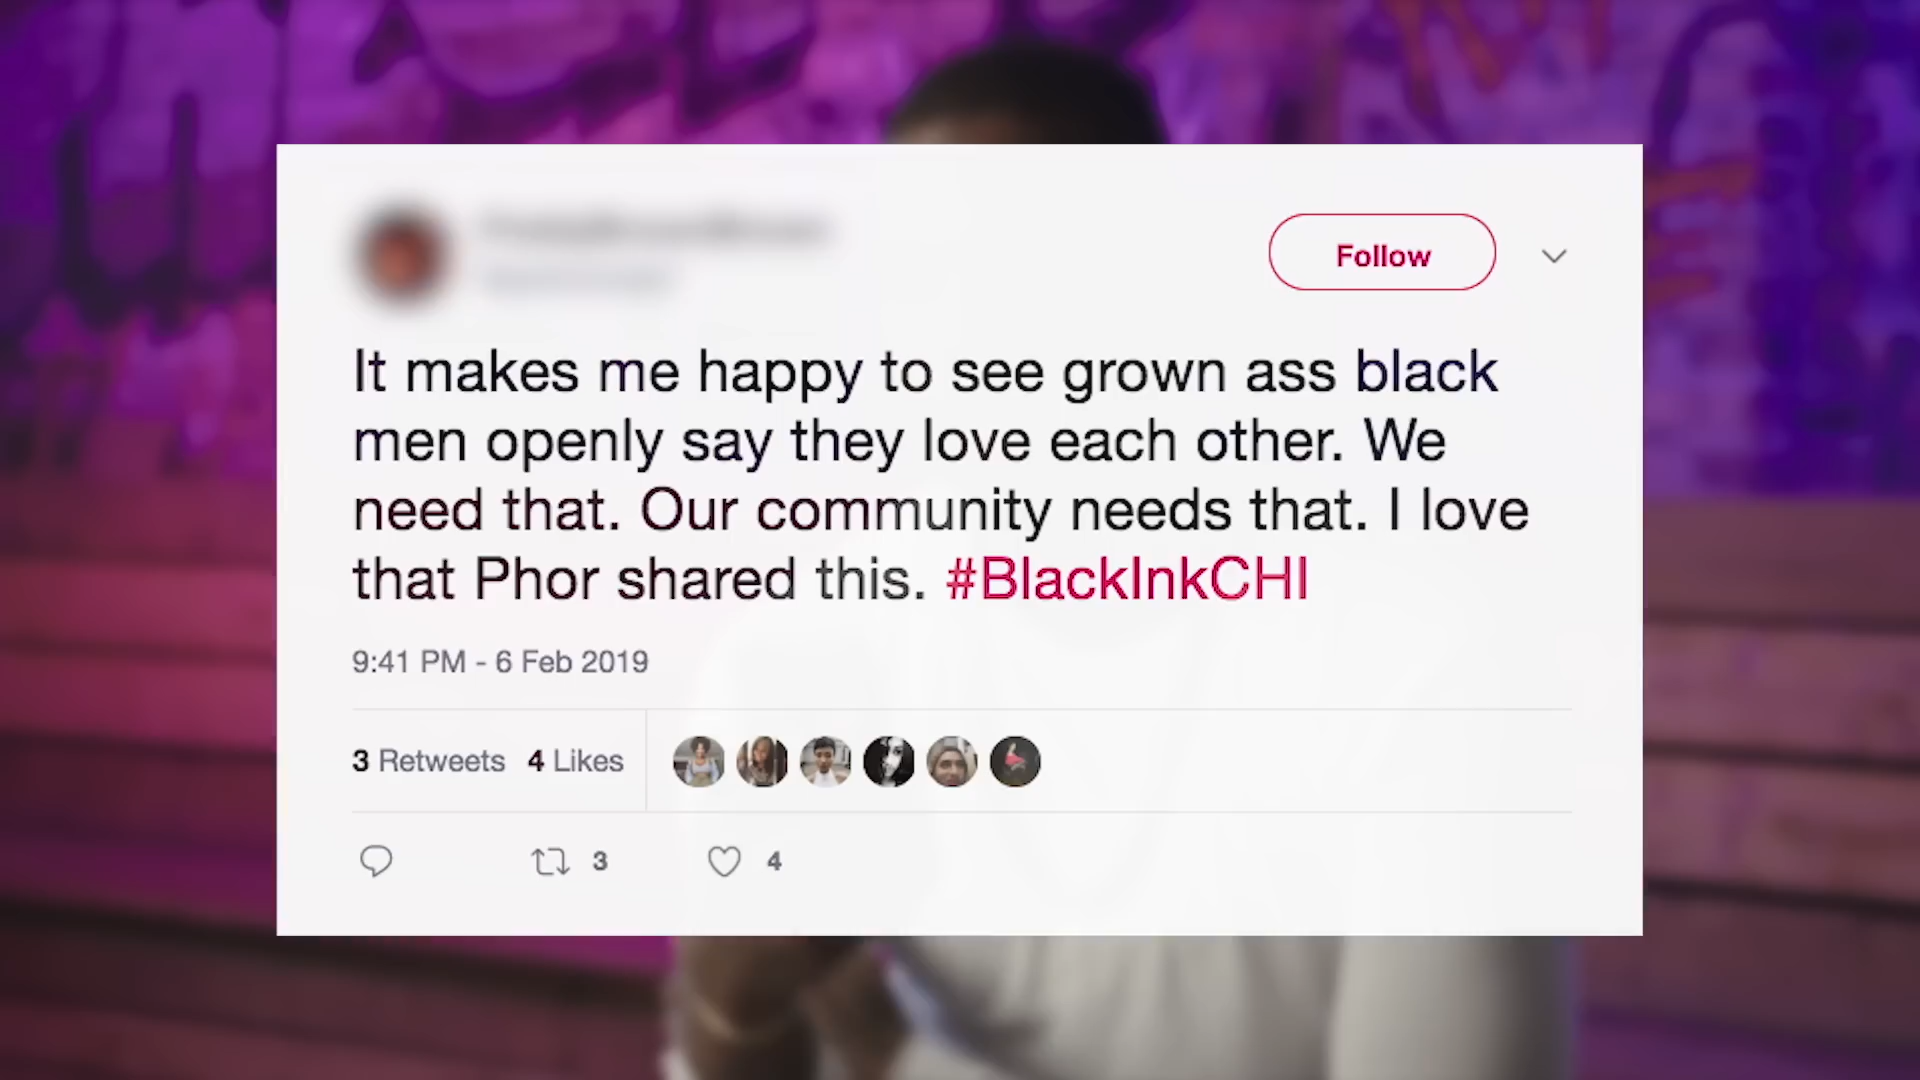 Follow
It makes me happy to see grown ass black
men openly say they love each other. We
need that. Our community needs that. I love
that Phor shared this. #BlackInkCHI
9:41 PM - 6 Feb 2019
3 Retweets 4 Likes
3 4